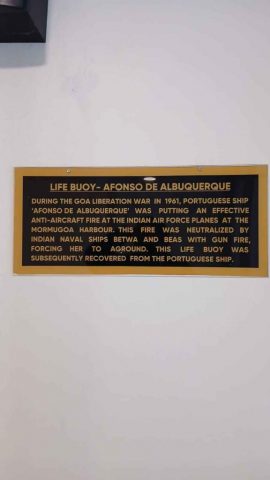 LIFE BUOY- AFONSO DE ALBUQUERQUE
DURING THE GOA LIBERATION WAR IN 1961, PORTUGUESE SHIP
'AFONSO DE ALBUQUERQUE' WAS PUTTING AN EFFECTIVE
ANTI-AIRCRAFT FIRE AT THE INDIAN AIR FORCE PLANES AT THE
MORMUGOA HARBOUR. THIS FIRE WAS NEUTRALIZED BY
INDIAN NAVAL SHIPS BETWA AND BEAS WITH GUN FIRE,
FORCING HER TO AGROUND. THIS LIFE BUOY WAS
SUBSEQUENTLY RECOVERED FROM THE PORTUGUESE SHIP.